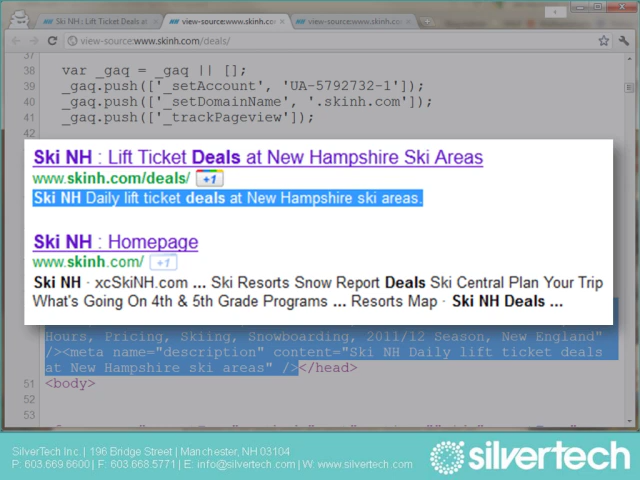 Ski NH : Lift Ticket Deals at
view-source:www.skinh.com/
view-source:www.skinh.com/
view-source:www.skinh.com/deals/
37
38 var _gaq = _gaq || [];
39 _gaq.push(['_setAccount', 'UA-5792732-1']);
40 _gaq.push(['_setDomainName', '.skinh.com']);
41 _gaq.push(['_trackPageview']);
42
Ski NH : Lift Ticket Deals at New Hampshire Ski Areas
www.skinh.com/deals/ +1
Ski NH Daily lift ticket deals at New Hampshire ski areas.
Ski NH : Homepage
www.skinh.com/ +1
Ski NH · xcSkiNH.com ... Ski Resorts Snow Report Deals Ski Central Plan Your Trip
What's Going On 4th & 5th Grade Programs ... Resorts Map · Ski NH Deals ...
Hours, Pricing, Skiing, Snowboarding, 2011/12 Season, New England"
/><meta name="description" content="Ski NH Daily lift ticket deals
at New Hampshire ski areas" /></head>
51 <body>
52
53
SilverTech Inc. | 196 Bridge Street | Manchester, NH 03104
P: 603.669.6600 | F: 603.668.5771 | E: info@silvertech.com | W: www.silvertech.com
silvertech